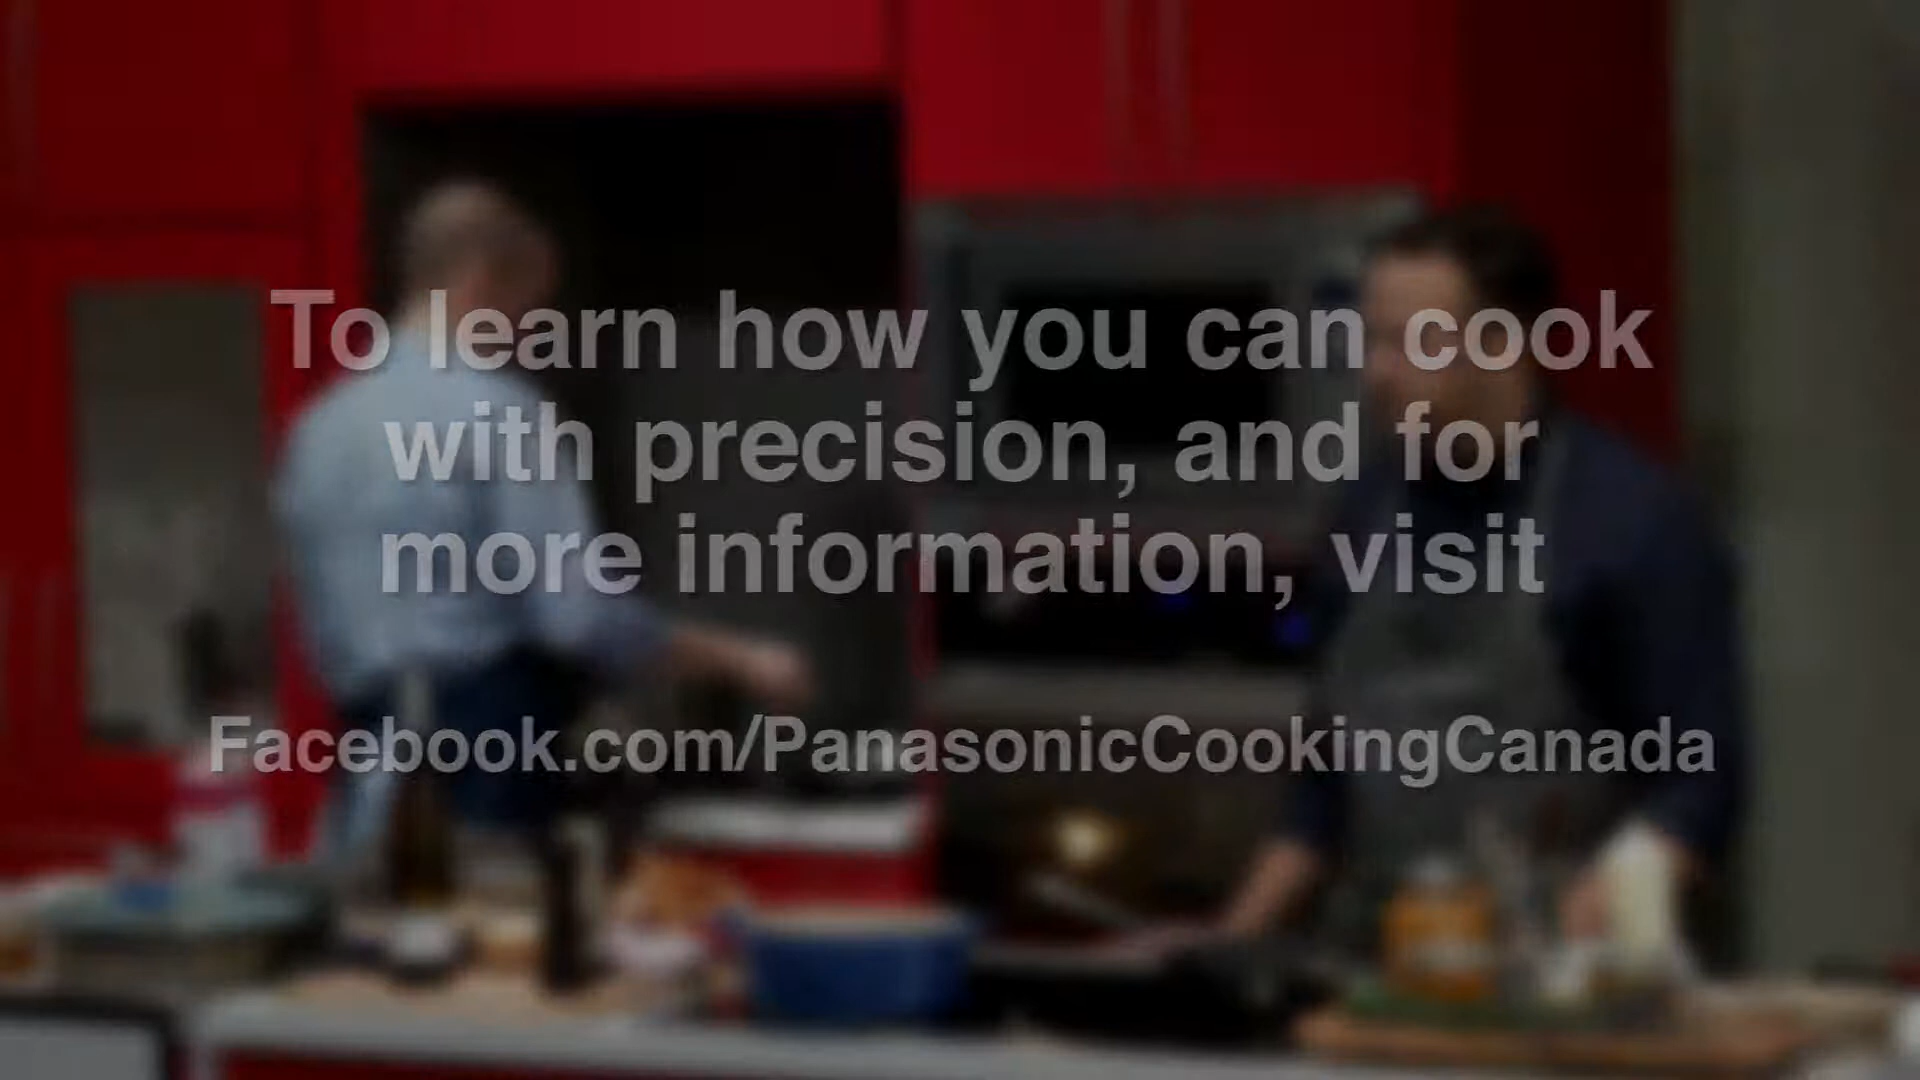 To learn how you can cook
with precision, and for
more information, visit
Facebook.com/PanasonicCookingCanada